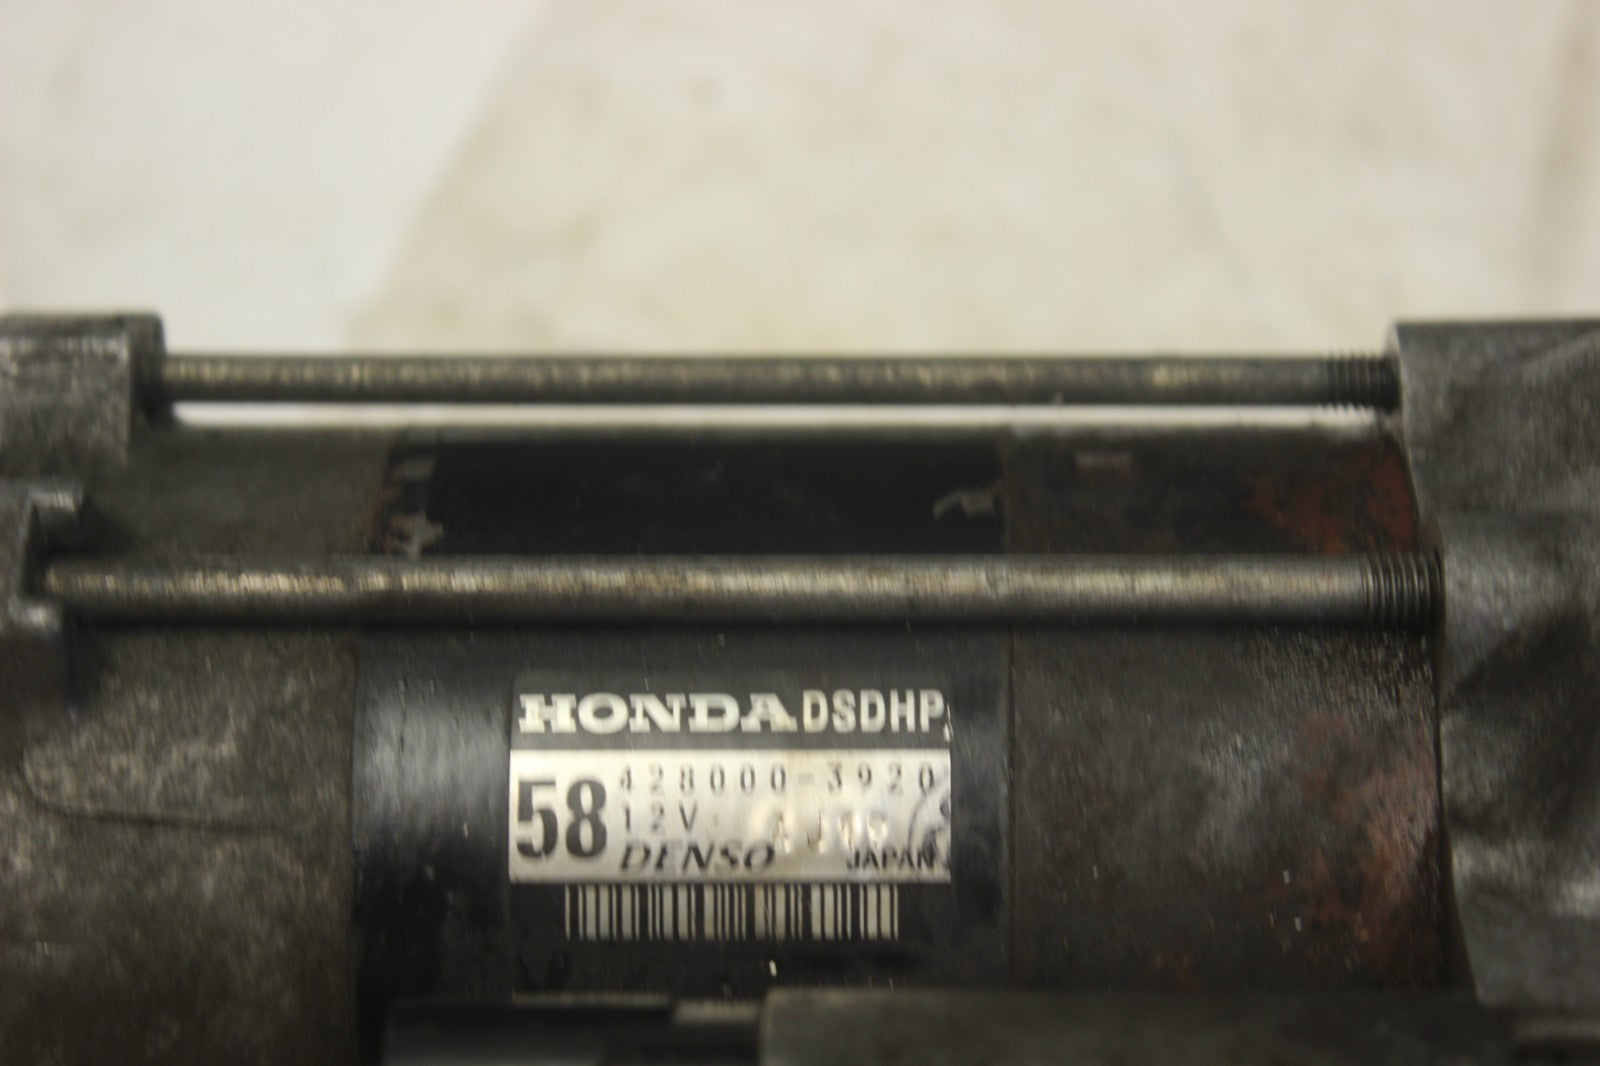 HONDA DSDHP
58 428000-3920
12V
DENSO JAPAN